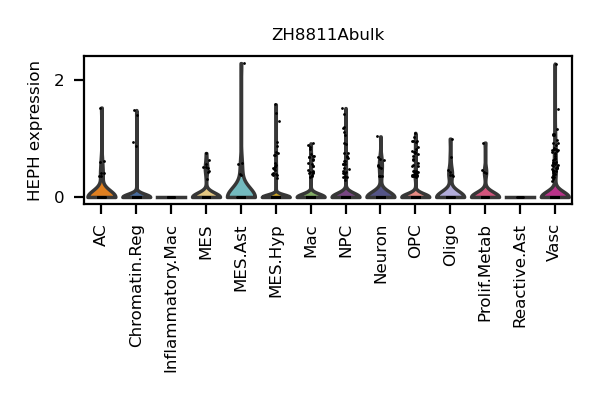 ZH8811Abulk
HEPH expression
2
0
AC
Chromatin.Reg
Inflammatory.Mac
MES
MES.Ast
MES.Hyp
Mac
NPC
Neuron
OPC
Oligo
Prolif.Metab
Reactive.Ast
Vasc